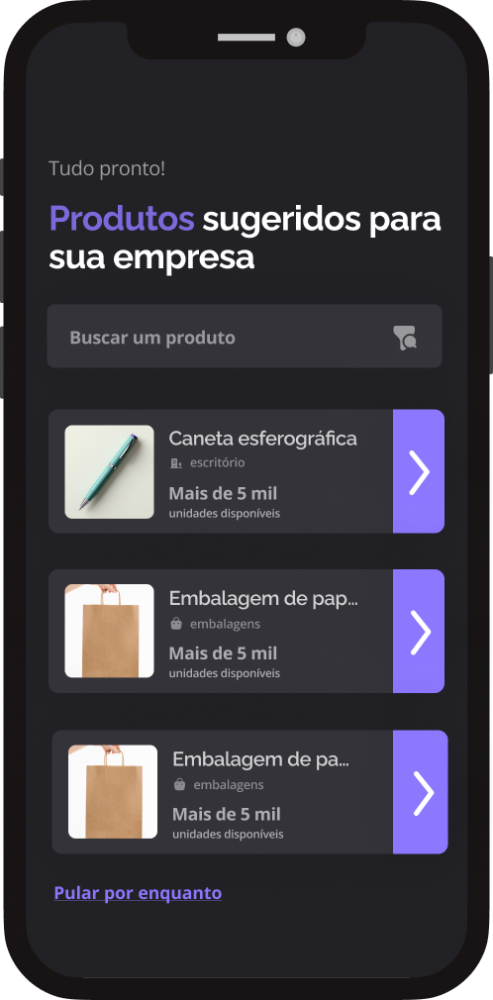 Tudo pronto!
Produtos sugeridos para
sua empresa
Buscar um produto
Caneta esferográfica
escritório
Mais de 5 mil
unidades disponíveis
Embalagem de pap...
embalagens
Mais de 5 mil
unidades disponíveis
Embalagem de pa...
embalagens
Mais de 5 mil
unidades disponíveis
Pular por enquanto